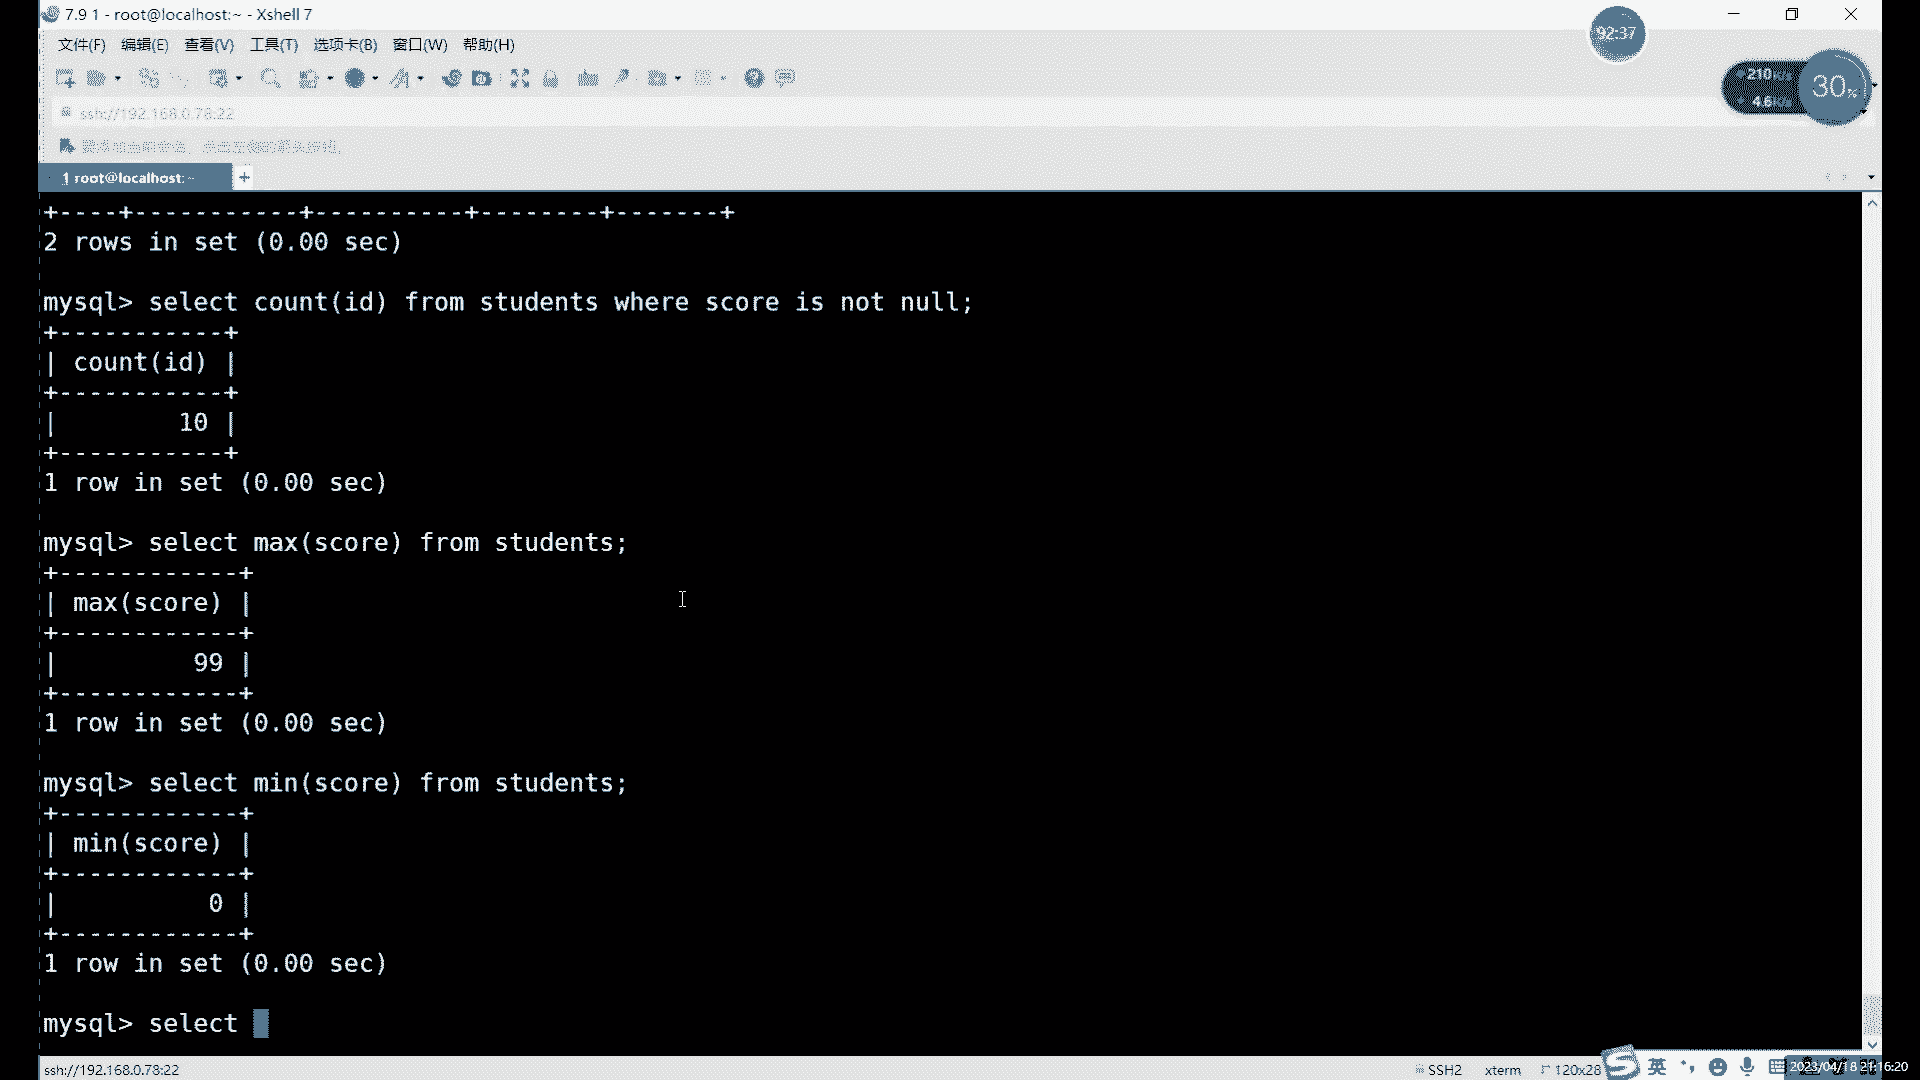 7.9 1 - root@localhost:~ - Xshell 7
92:37
文件(F) 编辑(E) 查看(V) 工具(T) 选项卡(B) 窗口(W) 帮助(H)
210
4.6
30%
ssh://192.168.0.78:22
1 root@localhost:~
+----+-----------+----------+--------+-------+
2 rows in set (0.00 sec)
mysql> select count(id) from students where score is not null;
+-----------+
| count(id) |
+-----------+
|        10 |
+-----------+
1 row in set (0.00 sec)
mysql> select max(score) from students;
+------------+
| max(score) |
+------------+
|         99 |
+------------+
1 row in set (0.00 sec)
mysql> select min(score) from students;
+------------+
| min(score) |
+------------+
|          0 |
+------------+
1 row in set (0.00 sec)
mysql> select
ssh://192.168.0.78:22 SSH2 xterm 120x28 英 2023/04/18 21:16:20